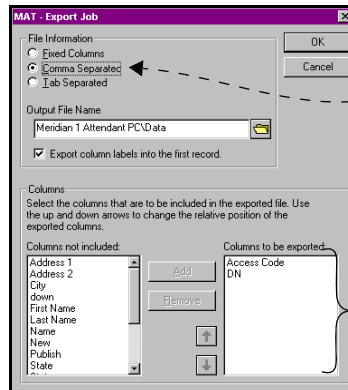 MAT - Export Job
File Information
Fixed Columns
Comma Separated
Tab Separated
OK
Cancel
Output File Name
Meridian 1 Attendant PC\Data
Export column labels into the first record.
Columns
Select the columns that are to be included in the exported file. Use
the up and down arrows to change the relative position of the
exported columns.
Columns not included:
Address 1
Address 2
City
down
First Name
Last Name
Name
New
Publish
State
Add
Remove
Columns to be exported:
Access Code
DN